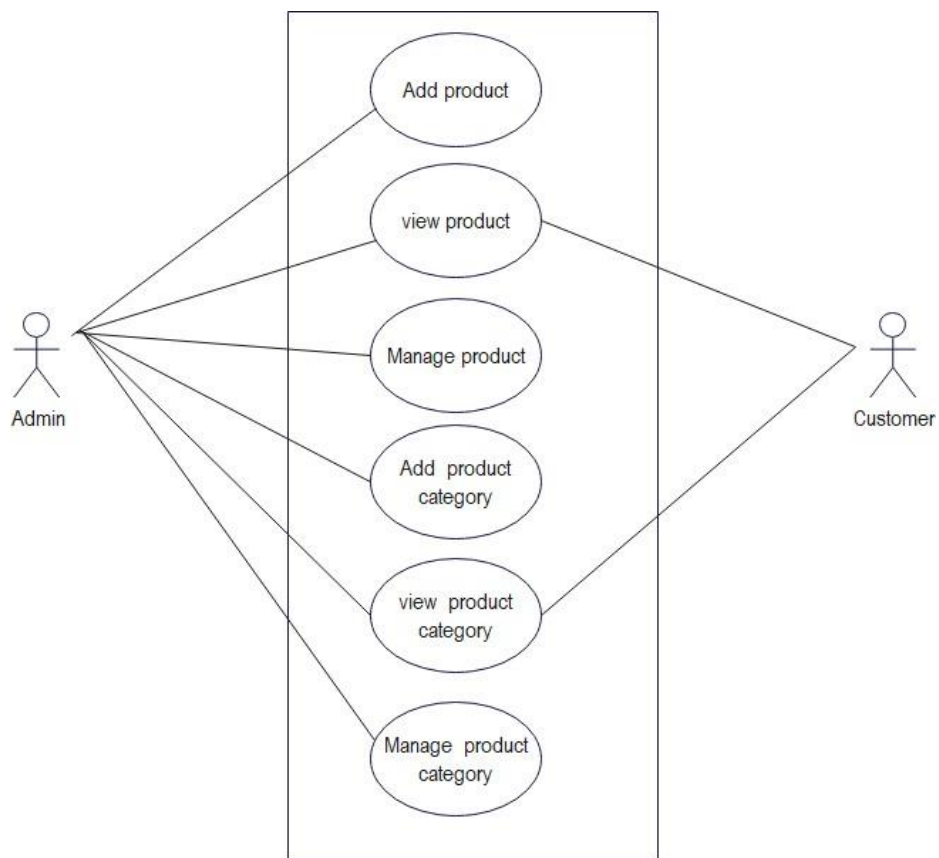 Add product
view product
Manage product
Admin
Customer
Add product
category
view product
category
Manage product
category